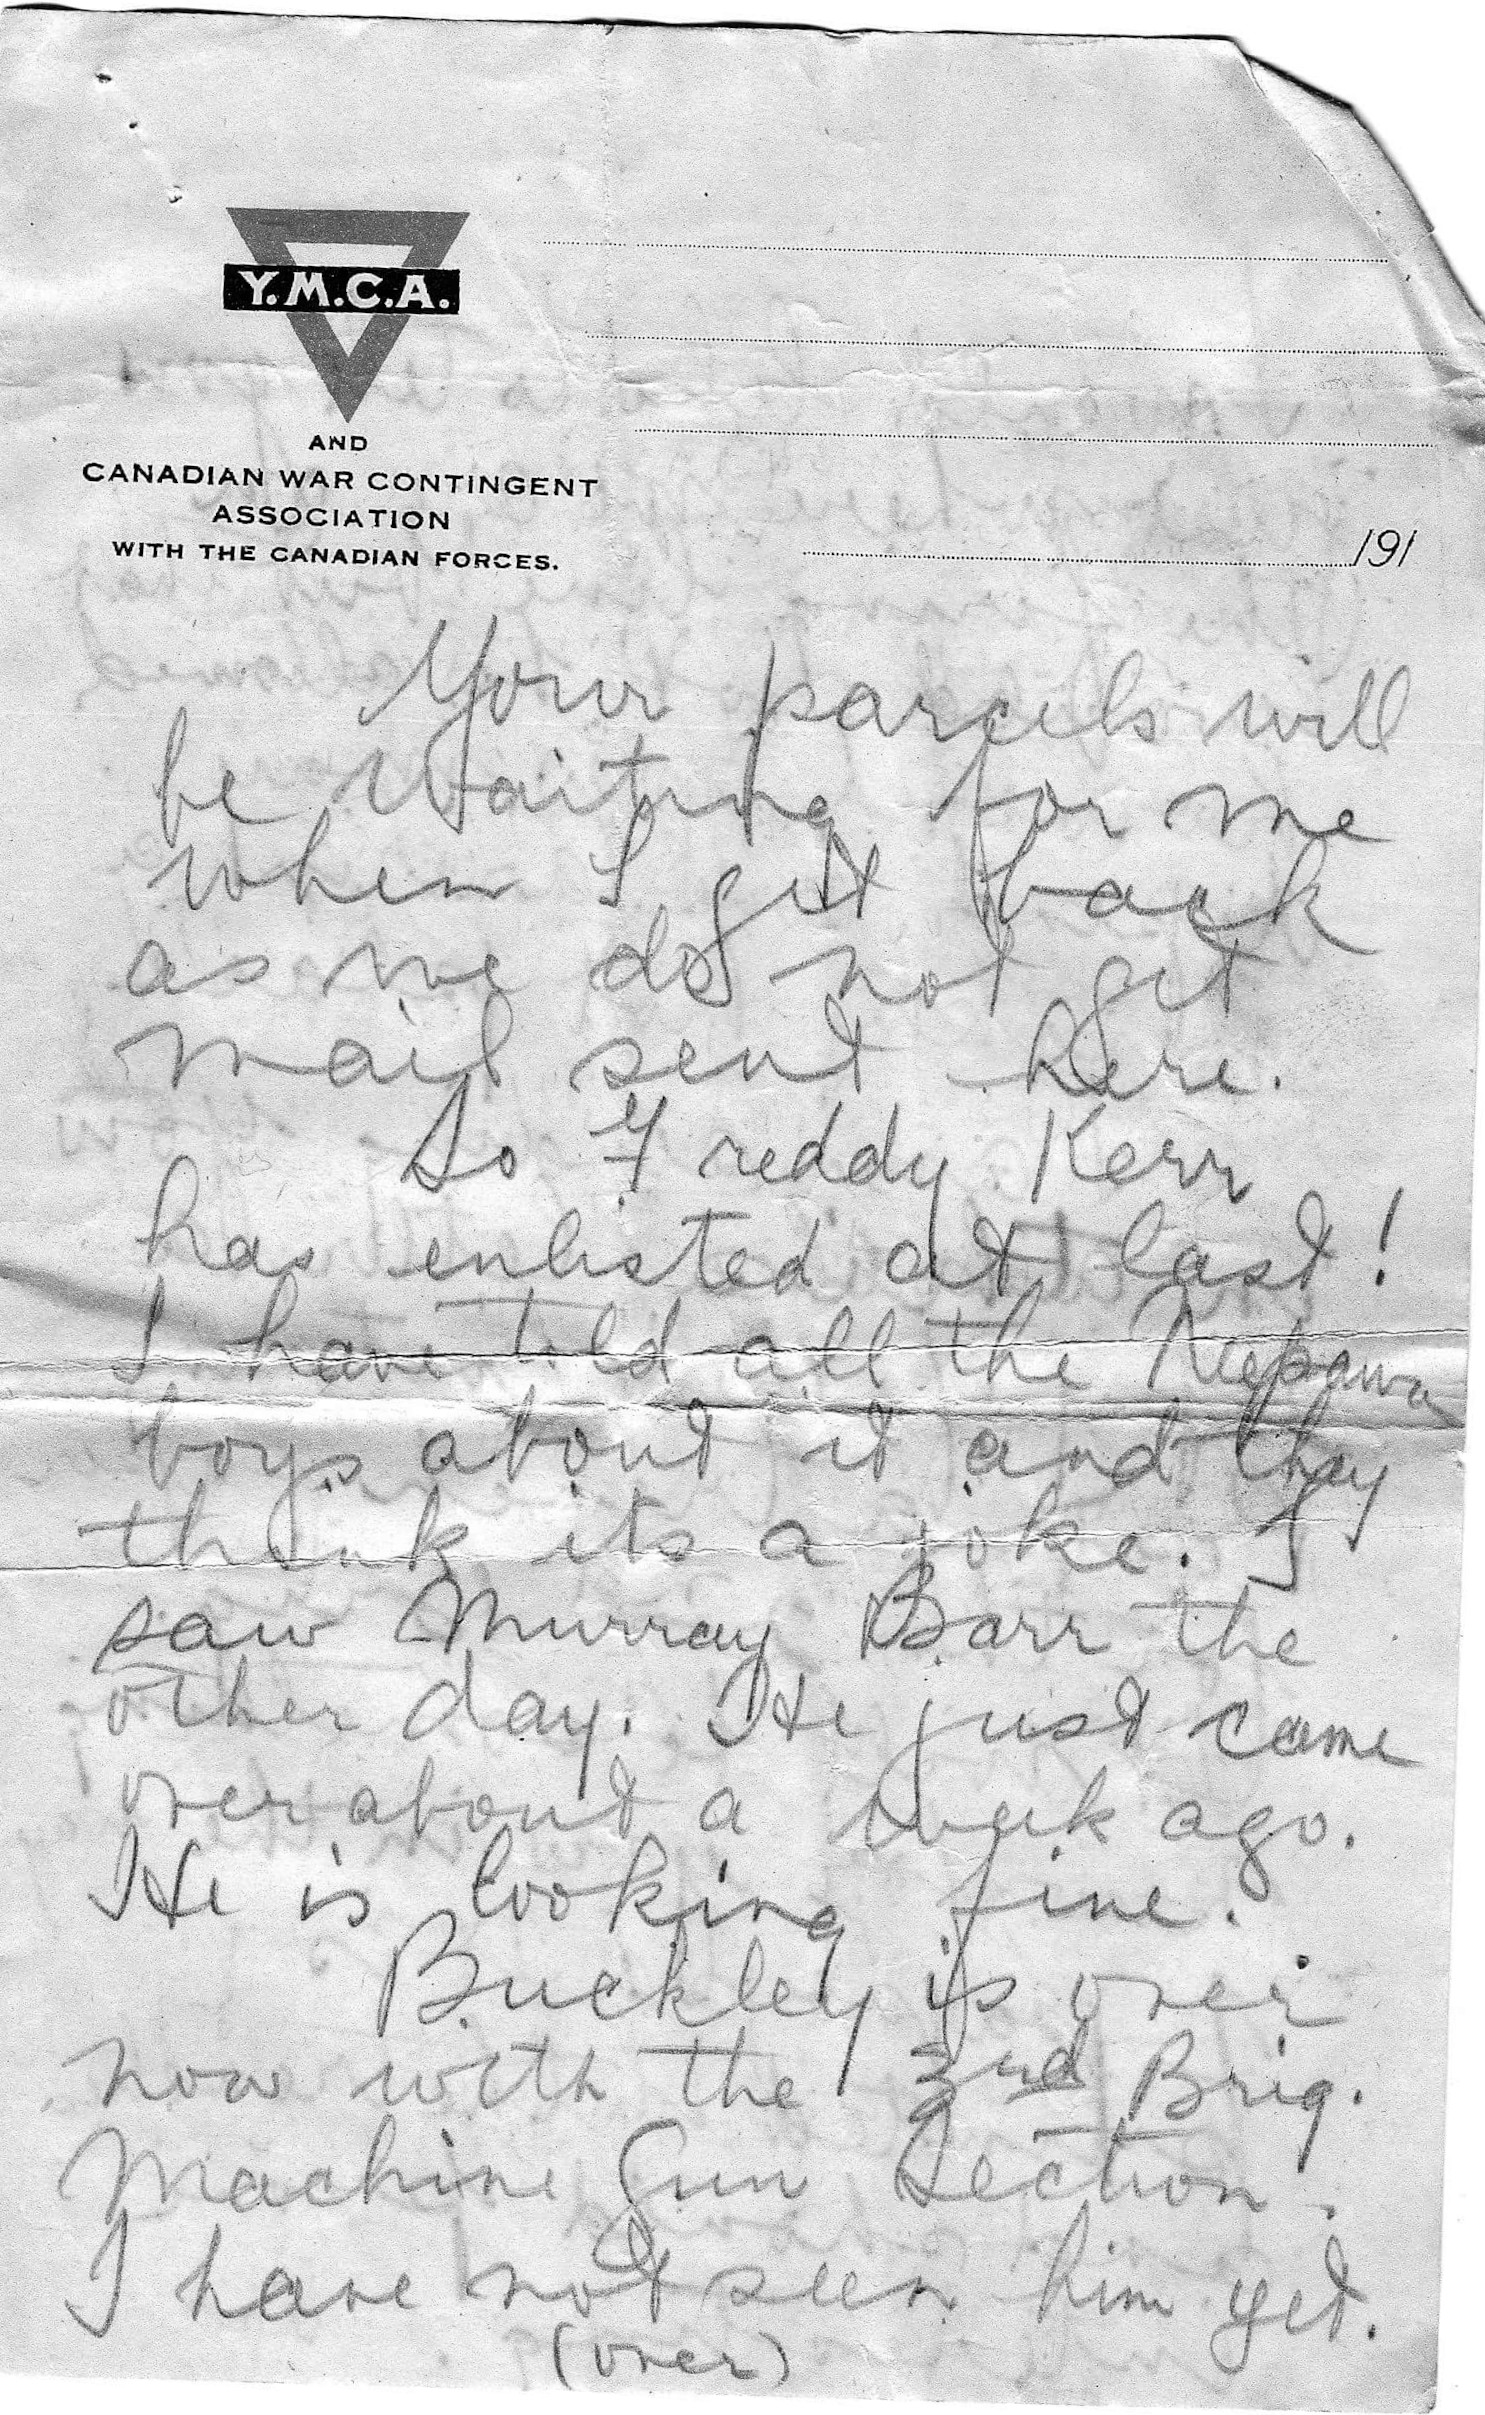 Y.M.C.A.
AND
CANADIAN WAR CONTINGENT
ASSOCIATION
WITH THE CANADIAN FORCES.
191
Your parcels will
be waiting for me
when I get back
as we do not get
mail sent here.
So Freddy Kerr
has enlisted at last!
I have told all the Neepawa
boys about it and they
think its a joke. I
saw Murray Barr the
other day. He just came
over about a week ago.
He is looking fine.
Buckley is over
now with the 2nd Brig.
Machine Gun Section.
I have not seen him yet.
(over)